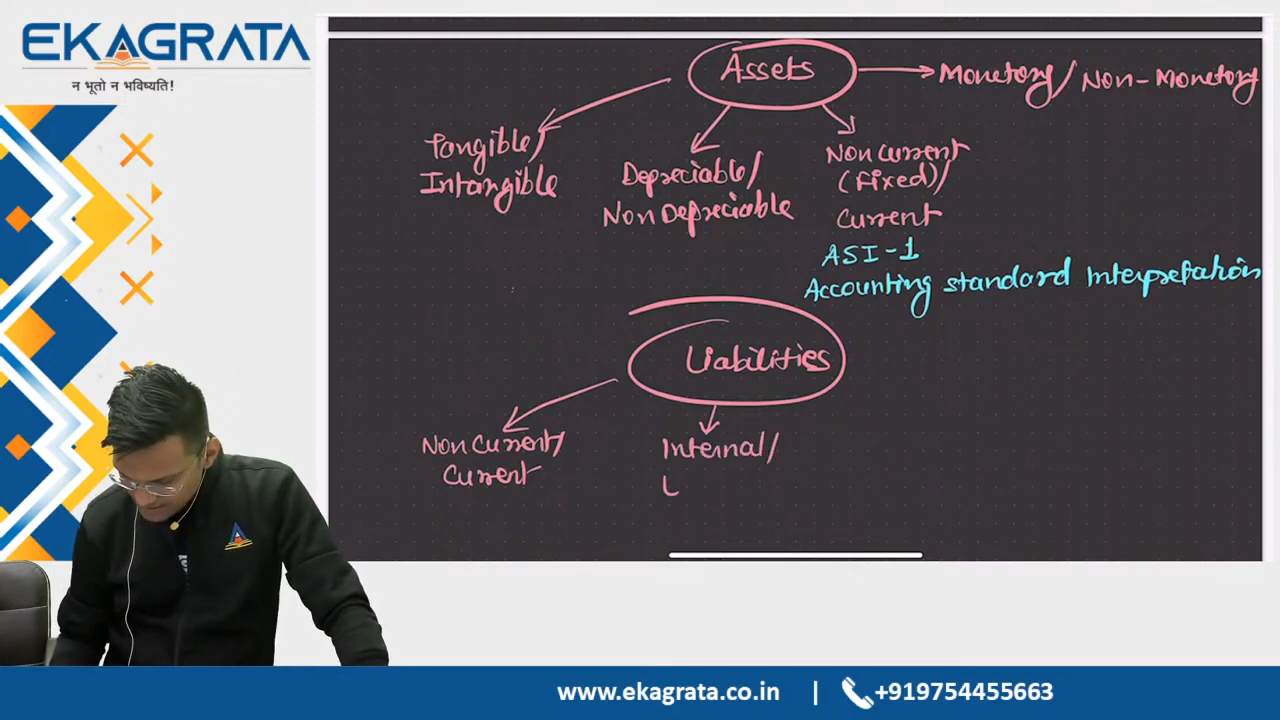 EKAGRATA
न भूतो न भविष्यति!
Assets
Monetory/ Non-Monetory
Tangible/
Intangible
Depreciable/
Non Depreciable
Non current
(Fixed)/
Current
ASI-1
Accounting standard Interpretation
Liabilities
Non Current/
Current
Internal/
www.ekagrata.co.in | +919754455663